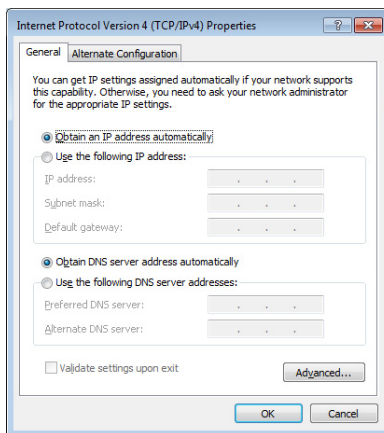 Internet Protocol Version 4 (TCP/IPv4) Properties
General
Alternate Configuration
You can get IP settings assigned automatically if your network supports
this capability. Otherwise, you need to ask your network administrator
for the appropriate IP settings.
Obtain an IP address automatically
Use the following IP address:
IP address:
Subnet mask:
Default gateway:
Obtain DNS server address automatically
Use the following DNS server addresses:
Preferred DNS server:
Alternate DNS server:
Validate settings upon exit
Advanced...
OK
Cancel